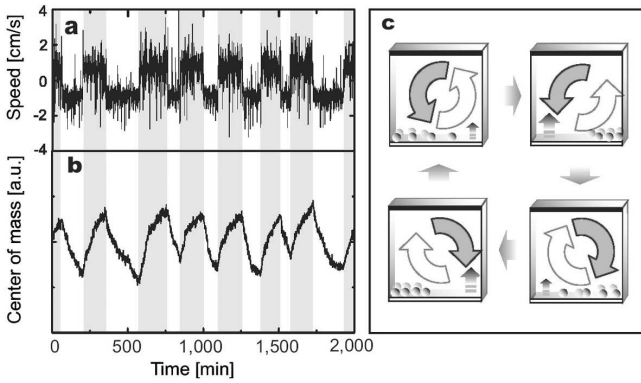 a
Speed [cm/s]
4
2
0
-2
-4
b
Center of mass [a.u.]
0
500
1,000
1,500
2,000
Time [min]
c